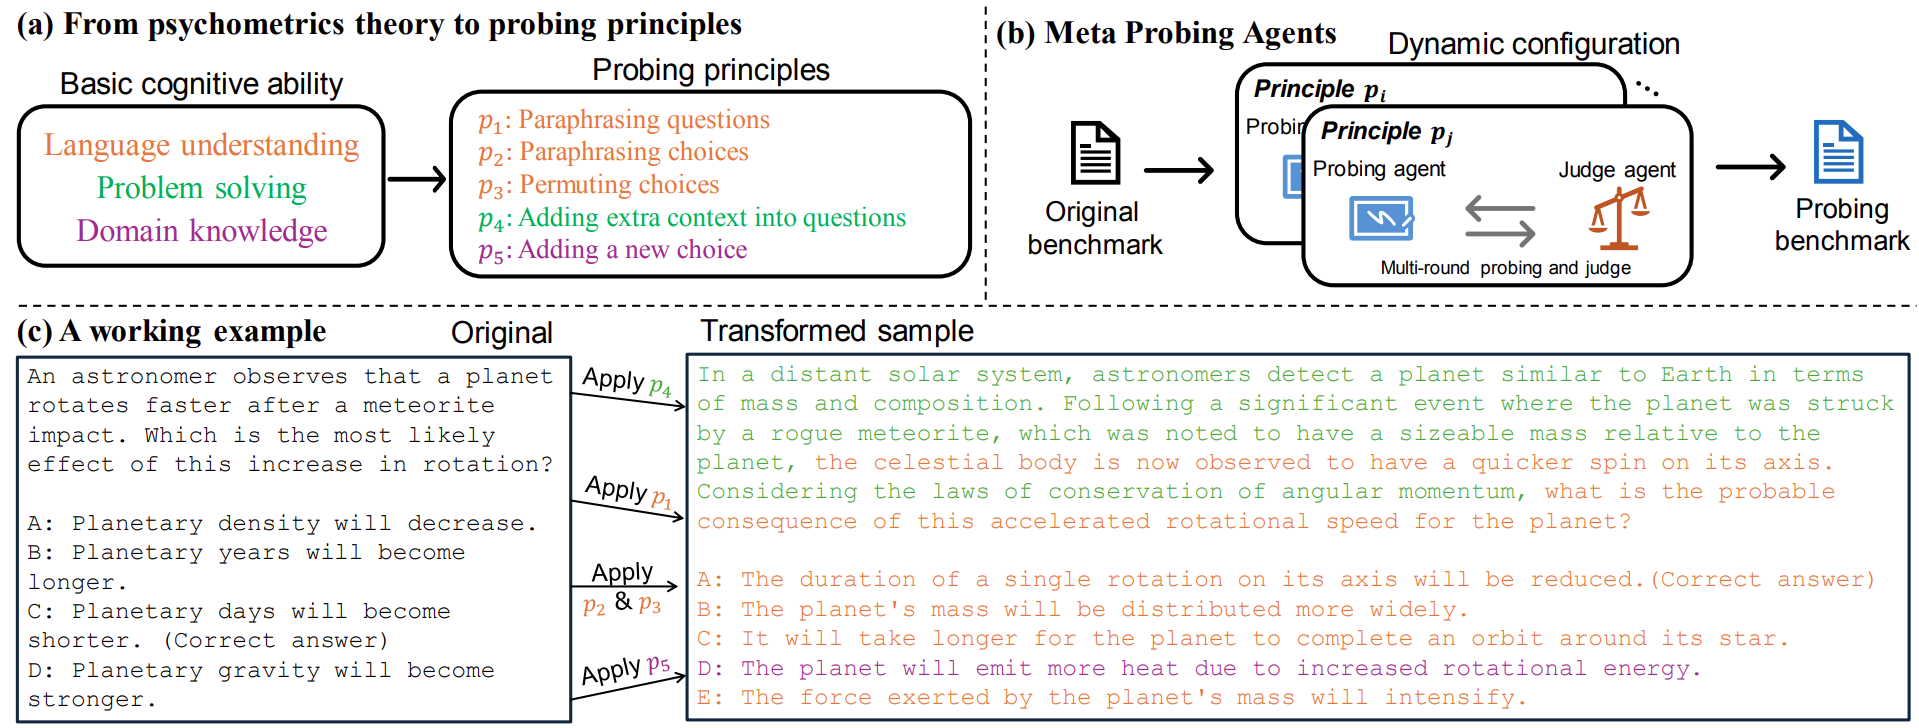 (a) From psychometrics theory to probing principles
Basic cognitive ability
Language understanding
Problem solving
Domain knowledge
Probing principles
p1: Paraphrasing questions
p2: Paraphrasing choices
p3: Permuting choices
p4: Adding extra context into questions
p5: Adding a new choice
(b) Meta Probing Agents
Dynamic configuration
Original
benchmark
Principle pi
Probin
Principle pj
Probing agent
Judge agent
Multi-round probing and judge
Probing
benchmark
(c) A working example
Original
An astronomer observes that a planet
rotates faster after a meteorite
impact. Which is the most likely
effect of this increase in rotation?
A: Planetary density will decrease.
B: Planetary years will become
longer.
C: Planetary days will become
shorter. (Correct answer)
D: Planetary gravity will become
stronger.
Apply p4
Apply p1
Apply
p2 & p3
Apply p5
Transformed sample
In a distant solar system, astronomers detect a planet similar to Earth in terms
of mass and composition. Following a significant event where the planet was struck
by a rogue meteorite, which was noted to have a sizeable mass relative to the
planet, the celestial body is now observed to have a quicker spin on its axis.
Considering the laws of conservation of angular momentum, what is the probable
consequence of this accelerated rotational speed for the planet?
A: The duration of a single rotation on its axis will be reduced.(Correct answer)
B: The planet's mass will be distributed more widely.
C: It will take longer for the planet to complete an orbit around its star.
D: The planet will emit more heat due to increased rotational energy.
E: The force exerted by the planet's mass will intensify.